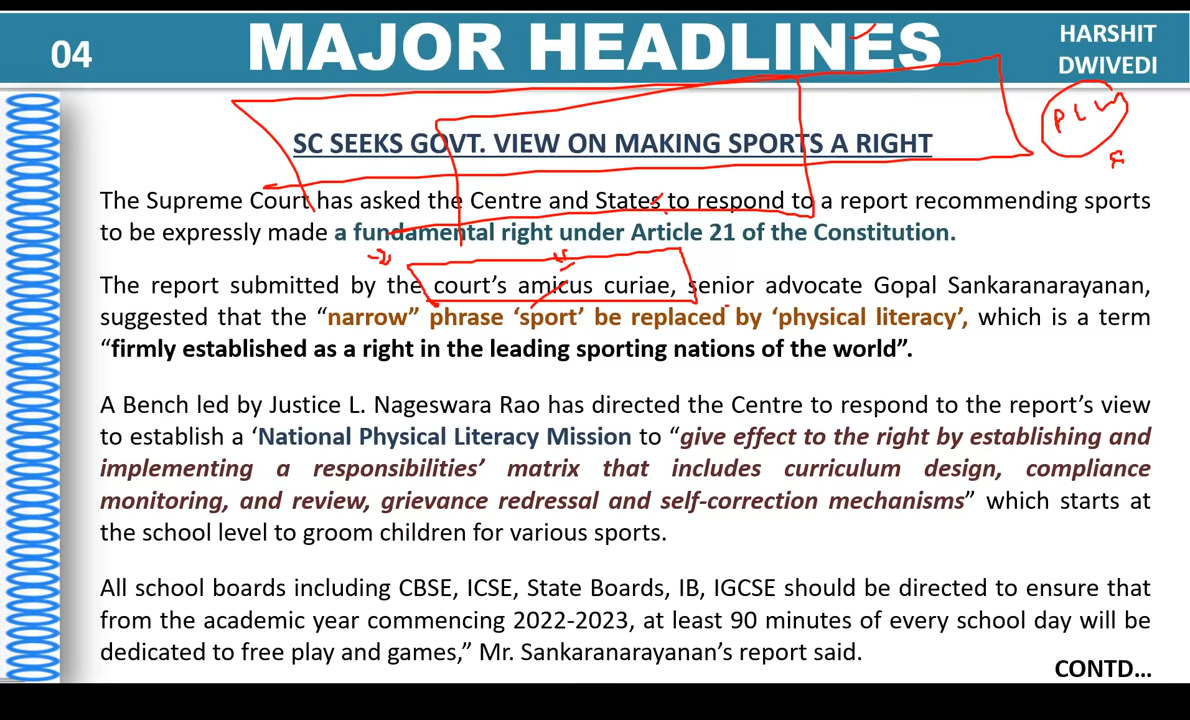 04
MAJOR HEADLINES
HARSHIT
DWIVEDI
SC SEEKS GOVT. VIEW ON MAKING SPORTS A RIGHT
The Supreme Court has asked the Centre and States to respond to a report recommending sports
to be expressly made a fundamental right under Article 21 of the Constitution.
The report submitted by the court's amicus curiae, senior advocate Gopal Sankaranarayanan,
suggested that the “narrow” phrase ‘sport’ be replaced by ‘physical literacy’, which is a term
“firmly established as a right in the leading sporting nations of the world”.
A Bench led by Justice L. Nageswara Rao has directed the Centre to respond to the report’s view
to establish a ‘National Physical Literacy Mission to “give effect to the right by establishing and
implementing a responsibilities’ matrix that includes curriculum design, compliance
monitoring, and review, grievance redressal and self-correction mechanisms” which starts at
the school level to groom children for various sports.
All school boards including CBSE, ICSE, State Boards, IB, IGCSE should be directed to ensure that
from the academic year commencing 2022-2023, at least 90 minutes of every school day will be
dedicated to free play and games,” Mr. Sankaranarayanan’s report said.
CONTD...